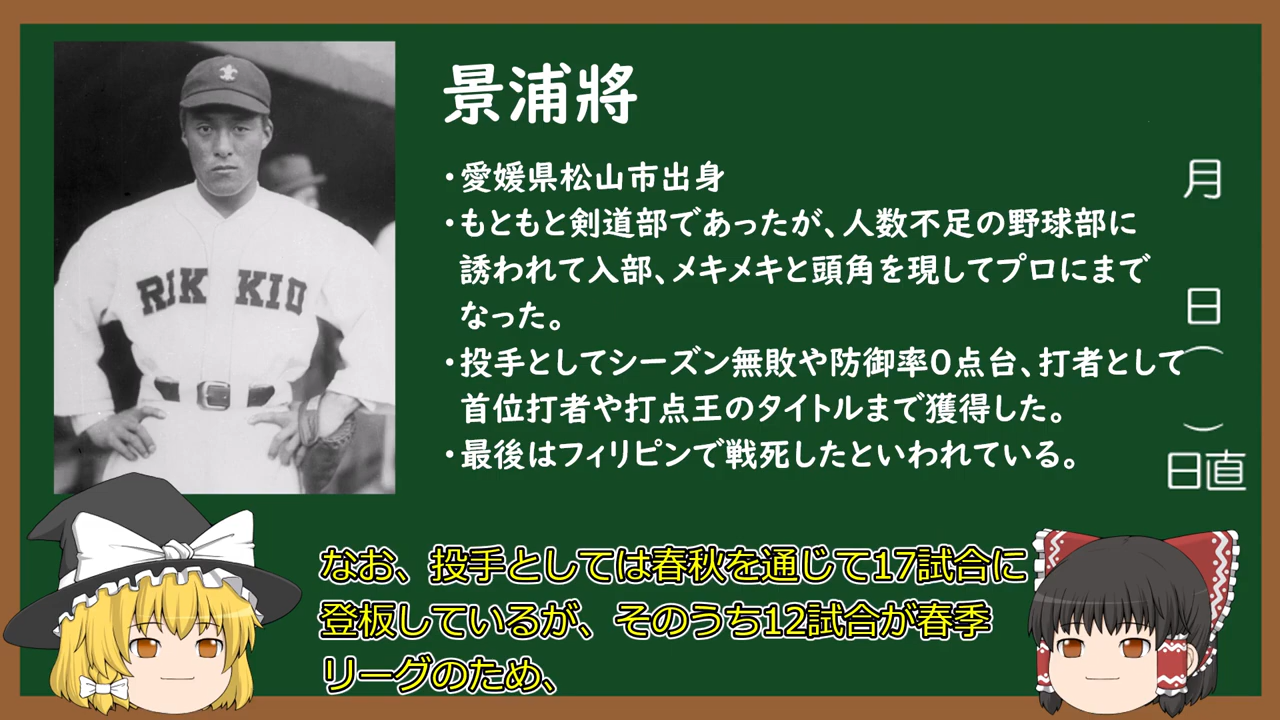 景浦將
・愛媛県松山市出身
・もともと剣道部であったが、人数不足の野球部に
誘われて入部、メキメキと頭角を現してプロにまで
なった。
・投手としてシーズン無敗や防御率0点台、打者として
首位打者や打点王のタイトルまで獲得した。
・最後はフィリピンで戦死したといわれている。
RIKKIO
月
日
（
）
日直
なお、投手としては春秋を通じて17試合に
登板しているが、そのうち12試合が春季
リーグのため、